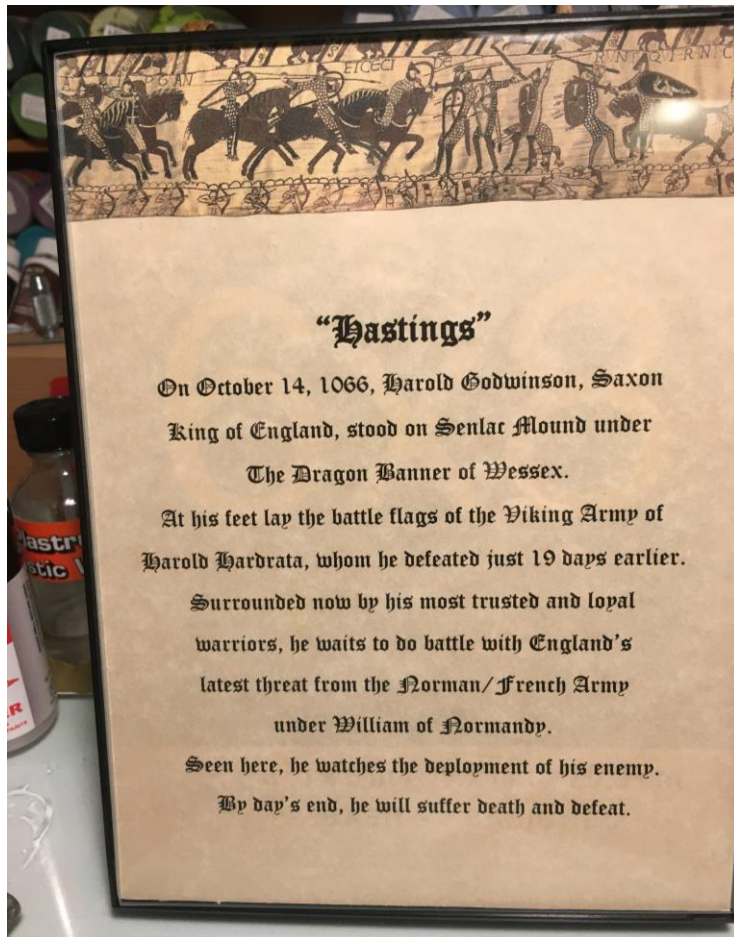 EICECI DE
"Hastings"
On October 14, 1066, Harold Godwinson, Saxon
King of England, stood on Senlac Mound under
The Dragon Banner of Wessex.
At his feet lay the battle flags of the Viking Army of
Harold Hardrata, whom he defeated just 19 days earlier.
Surrounded now by his most trusted and loyal
warriors, he waits to do battle with England's
latest threat from the Norman/French Army
under William of Normandy.
Seen here, he watches the deployment of his enemy.
By day's end, he will suffer death and defeat.